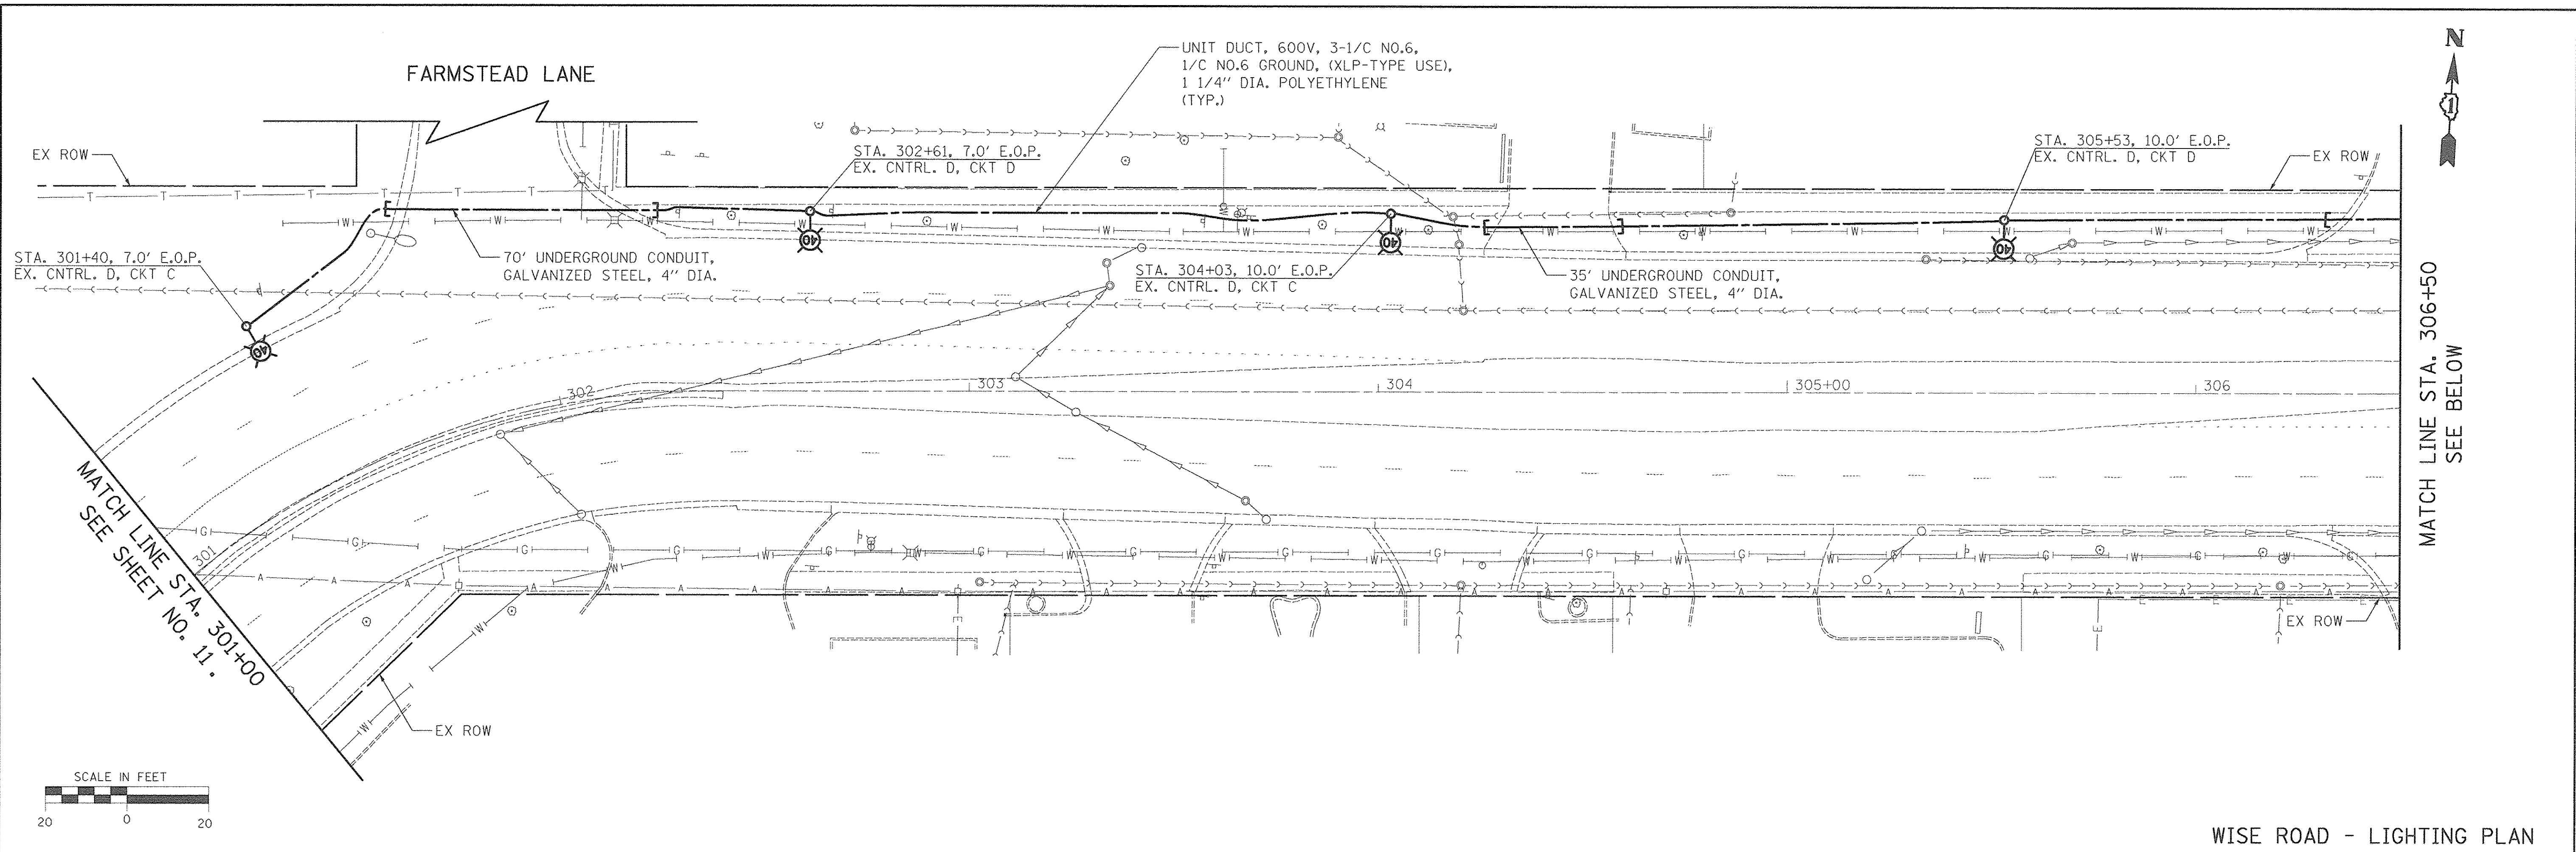 FARMSTEAD LANE
UNIT DUCT, 600V, 3-1/C NO.6,
1/C NO.6 GROUND, (XLP-TYPE USE),
1 1/4" DIA. POLYETHYLENE
(TYP.)
N
1
EX ROW
STA. 302+61, 7.0' E.O.P.
EX. CNTRL. D, CKT D
STA. 305+53, 10.0' E.O.P.
EX. CNTRL. D, CKT D
EX ROW
T T T T T T T T
W W W W W W W W W W W W W W
40
40
40
STA. 301+40, 7.0' E.O.P.
EX. CNTRL. D, CKT C
70' UNDERGROUND CONDUIT,
GALVANIZED STEEL, 4" DIA.
STA. 304+03, 10.0' E.O.P.
EX. CNTRL. D, CKT C
35' UNDERGROUND CONDUIT,
GALVANIZED STEEL, 4" DIA.
40
302
303
304
305+00
306
MATCH LINE STA. 306+50
SEE BELOW
MATCH LINE STA. 301+00
SEE SHEET NO. 11.
301
EX ROW
EX ROW
SCALE IN FEET
20 0 20
WISE ROAD - LIGHTING PLAN